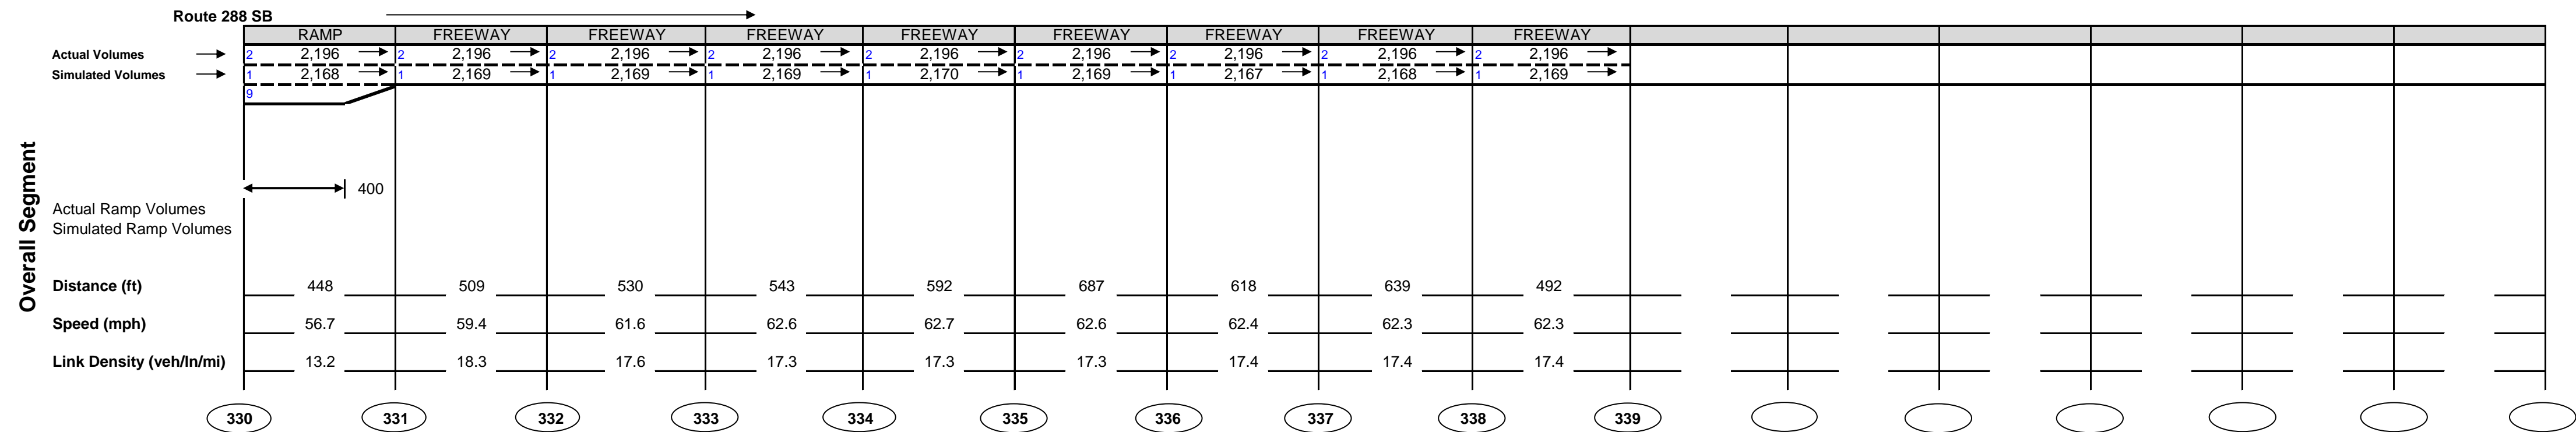 Route 288 SB
RAMP FREEWAY FREEWAY FREEWAY FREEWAY FREEWAY FREEWAY FREEWAY FREEWAY
Actual Volumes 2 2,196 2 2,196 2 2,196 2 2,196 2 2,196 2 2,196 2 2,196 2 2,196 2 2,196
Simulated Volumes 1 2,168 1 2,169 1 2,169 1 2,169 1 2,170 1 2,169 1 2,167 1 2,168 1 2,169
9
Overall Segment
400
Actual Ramp Volumes
Simulated Ramp Volumes
Distance (ft) 448 509 530 543 592 687 618 639 492
Speed (mph) 56.7 59.4 61.6 62.6 62.7 62.6 62.4 62.3 62.3
Link Density (veh/ln/mi) 13.2 18.3 17.6 17.3 17.3 17.3 17.4 17.4 17.4
330 331 332 333 334 335 336 337 338 339